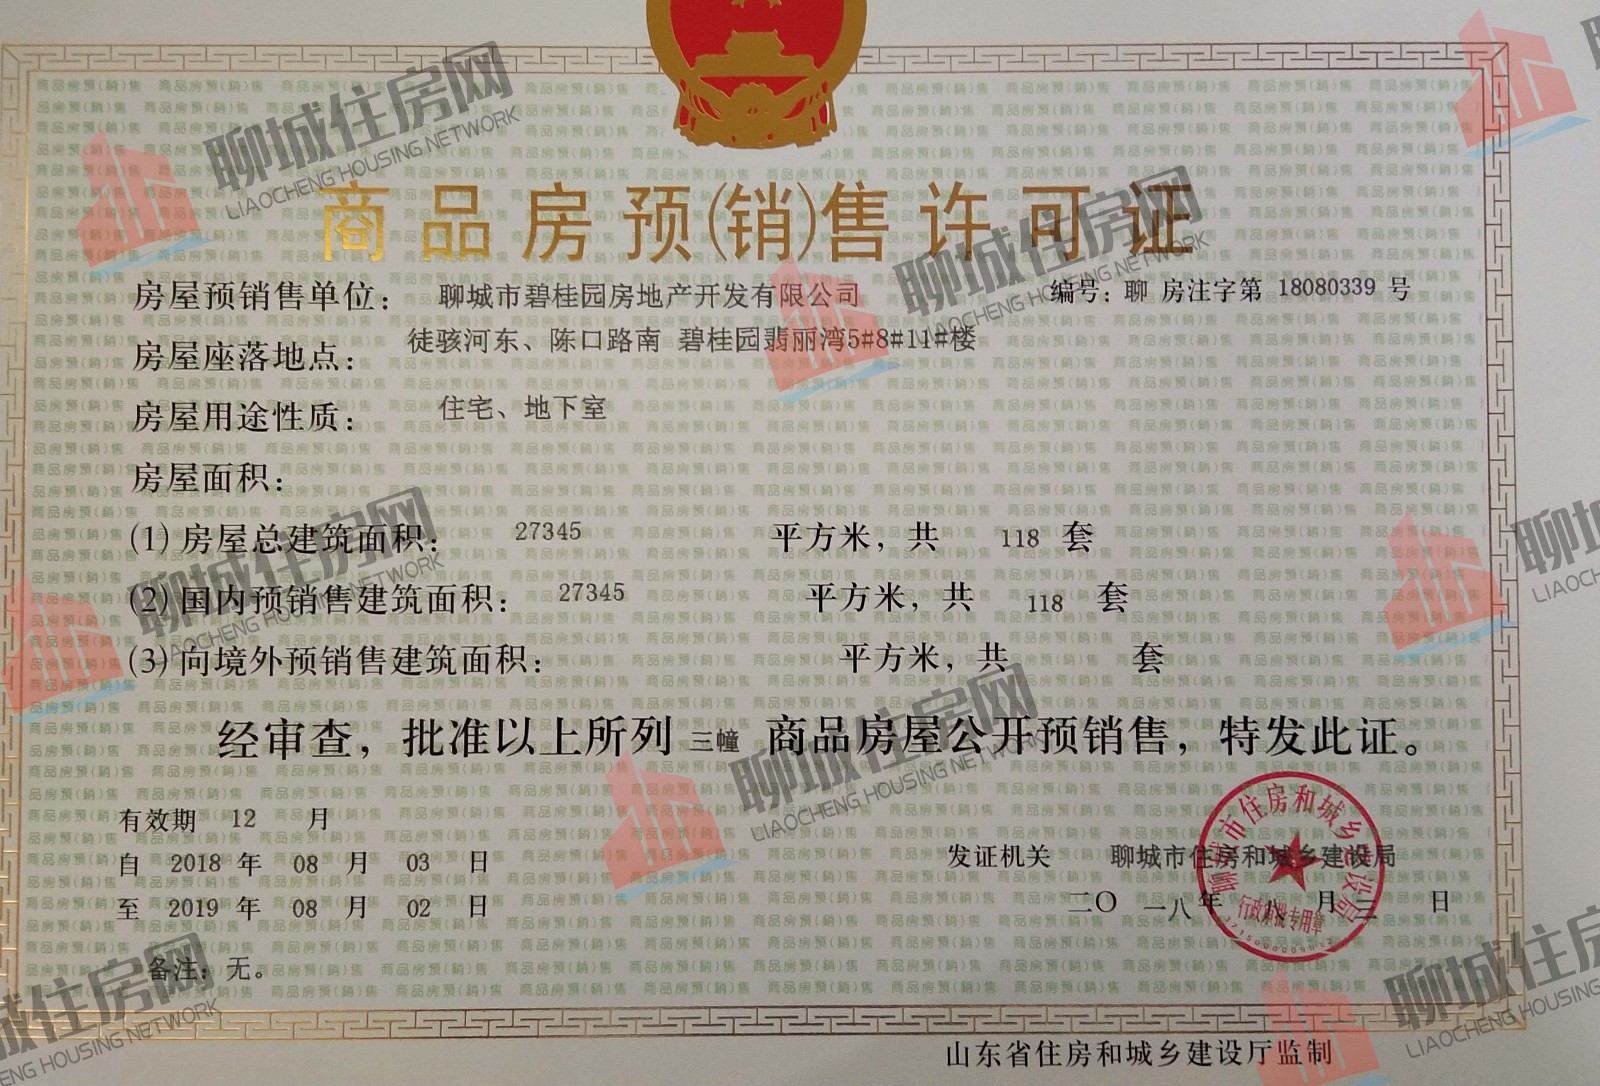 商品房预(销)售许可证
房屋预销售单位： 聊城市碧桂园房地产开发有限公司 编号：聊 房注字第 18080339 号
房屋座落地点： 徒骇河东、陈口路南 碧桂园翡丽湾5#8#11#楼
房屋用途性质： 住宅、地下室
房屋面积：
(1) 房屋总建筑面积： 27345 平方米，共 118 套
(2) 国内预销售建筑面积： 27345 平方米，共 118 套
(3) 向境外预销售建筑面积： 平方米，共 套
经审查，批准以上所列 三幢 商品房屋公开预销售，特发此证。
有效期 12 月
自 2018 年 08 月 03 日
至 2019 年 08 月 02 日
备注：无。
发证机关 聊城市住房和城乡建设局
二〇一八年 八 月 三 日
聊城市住房和城乡建设局
行政审批专用章
山东省住房和城乡建设厅监制
聊城住房网
LIAOCHENG HOUSING NETWORK